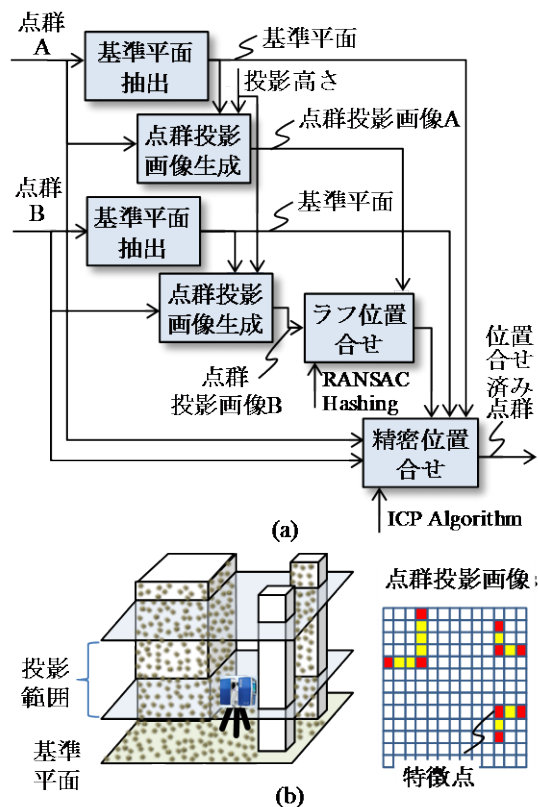 点群
A
基準平面
抽出
基準平面
投影高さ
点群投影
画像生成
点群投影画像A
点群
B
基準平面
抽出
基準平面
点群投影
画像生成
ラフ位置
合せ
点群
投影画像B
RANSAC
Hashing
位置
合せ
済み
点群
精密位置
合せ
ICP Algorithm
(a)
投影
範囲
基準
平面
点群投影画像
特徴点
(b)